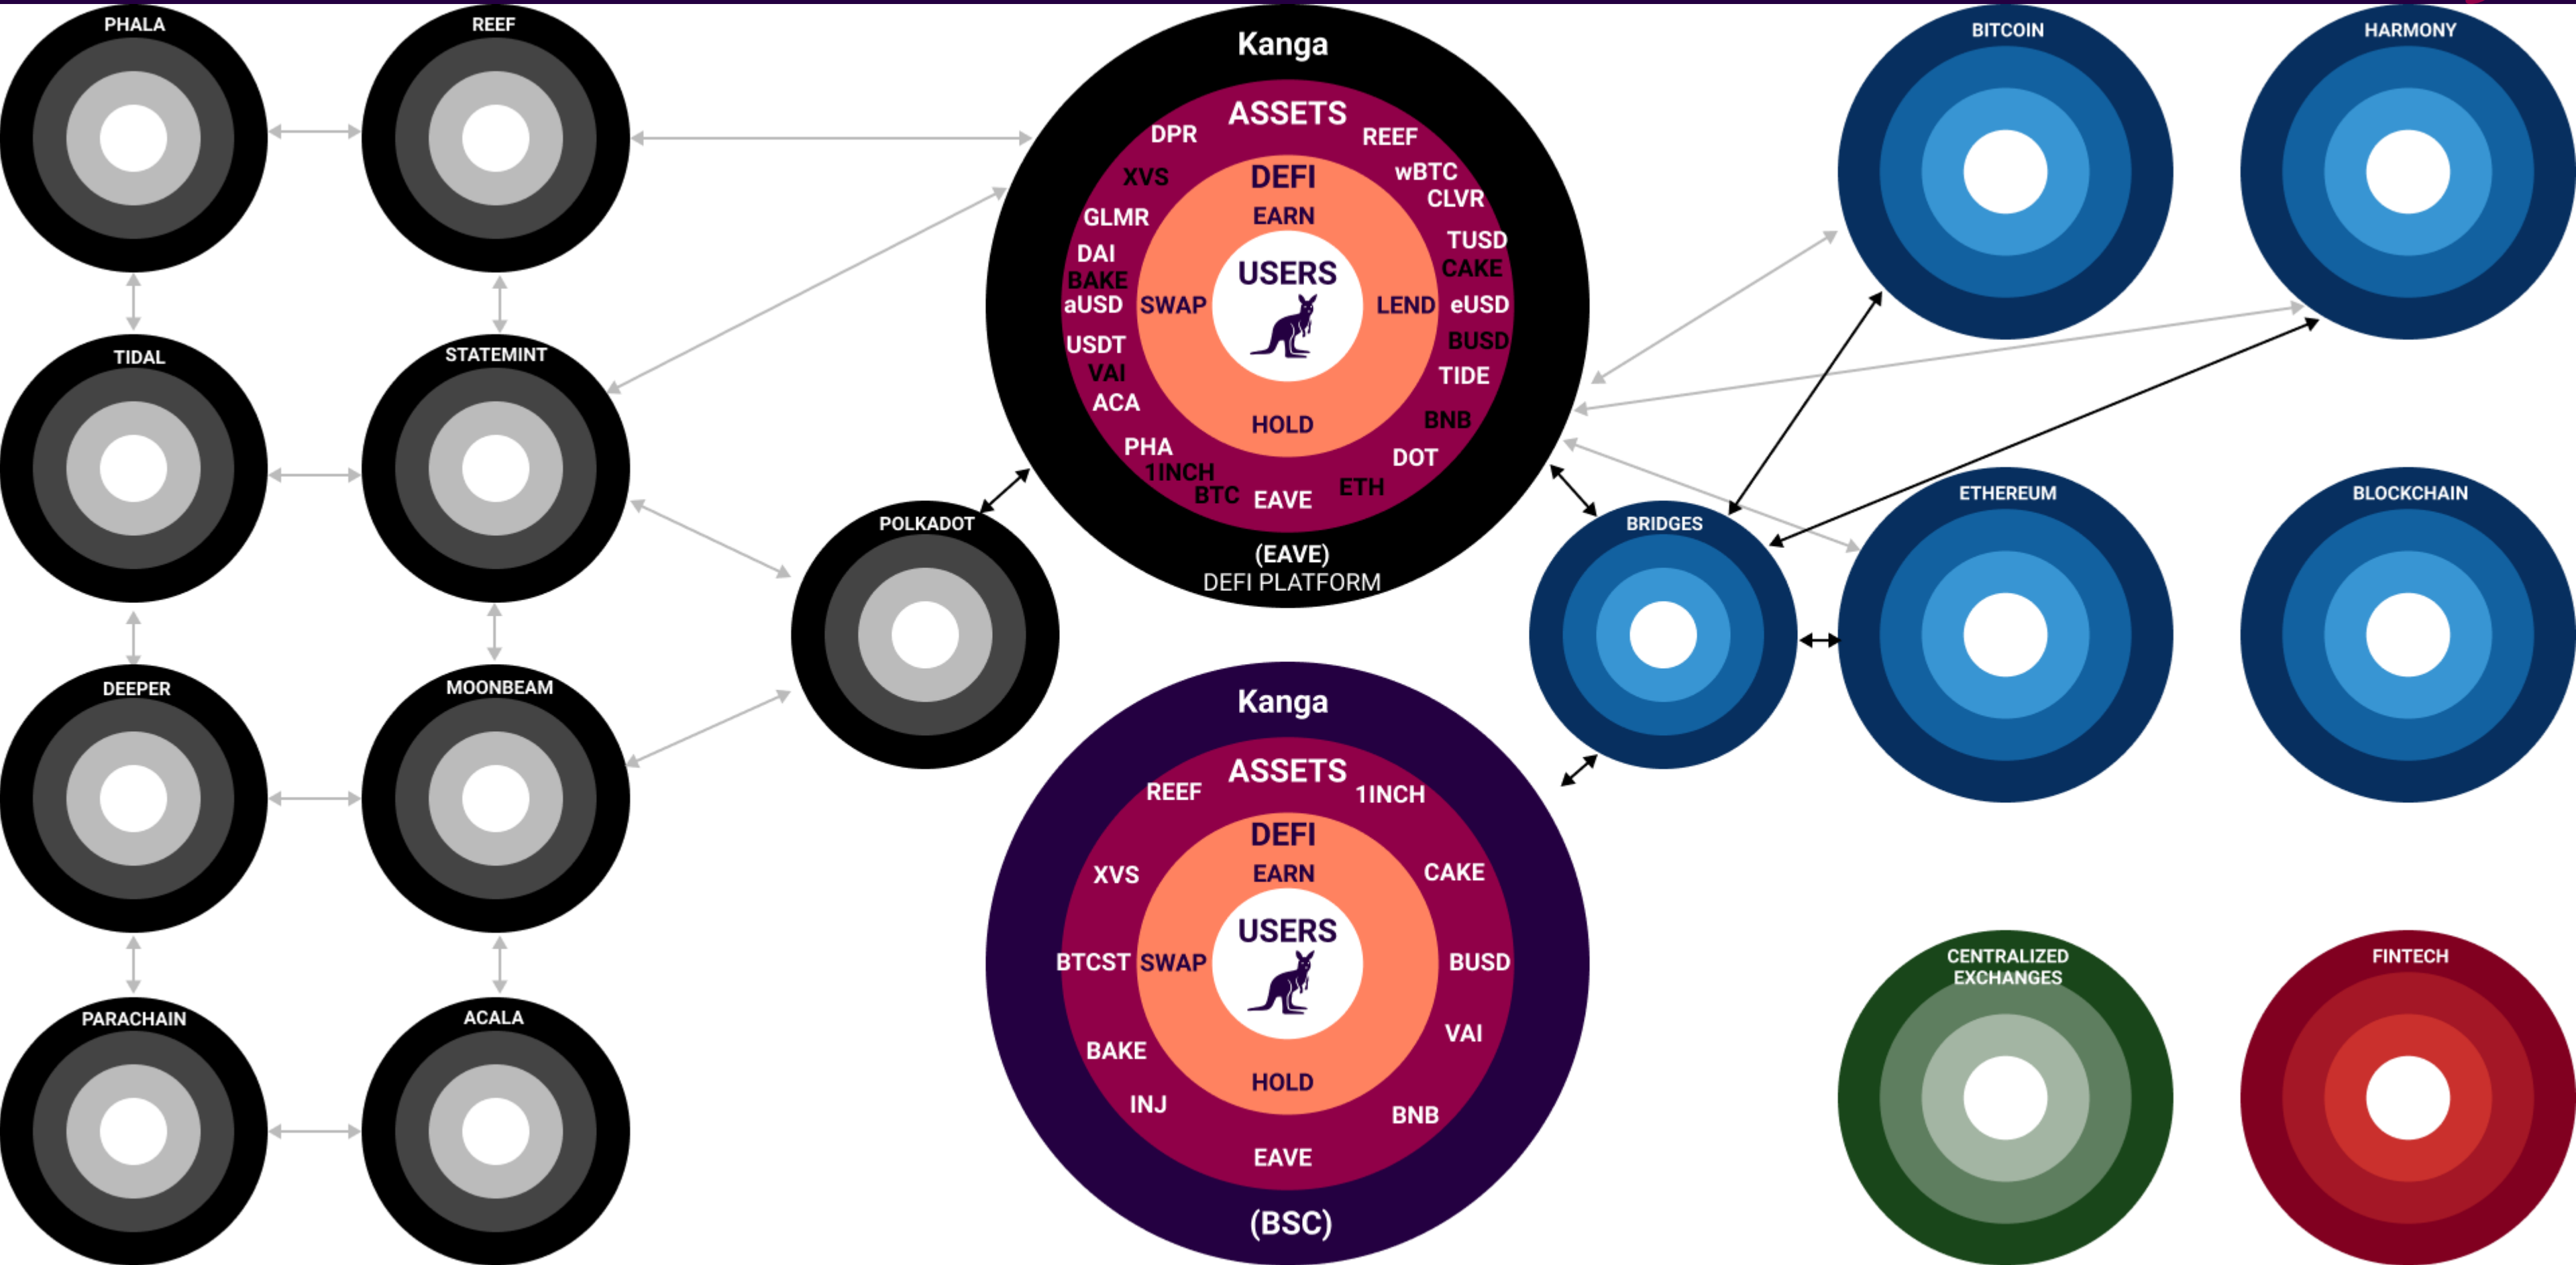 PHALA
REEF
TIDAL
STATEMINT
DEEPER
MOONBEAM
PARACHAIN
ACALA
POLKADOT
Kanga
ASSETS
DPR
REEF
XVS
wBTC
CLVR
GLMR
TUSD
DAI
CAKE
BAKE
aUSD
eUSD
USDT
BUSD
VAI
TIDE
ACA
BNB
PHA
DOT
1INCH
ETH
BTC
EAVE
DEFI
EARN
SWAP
LEND
HOLD
USERS
(EAVE)
DEFI PLATFORM
Kanga
ASSETS
REEF
1INCH
XVS
CAKE
BTCST
BUSD
BAKE
VAI
INJ
BNB
EAVE
DEFI
EARN
SWAP
HOLD
USERS
(BSC)
BRIDGES
BITCOIN
HARMONY
ETHEREUM
BLOCKCHAIN
CENTRALIZED
EXCHANGES
FINTECH